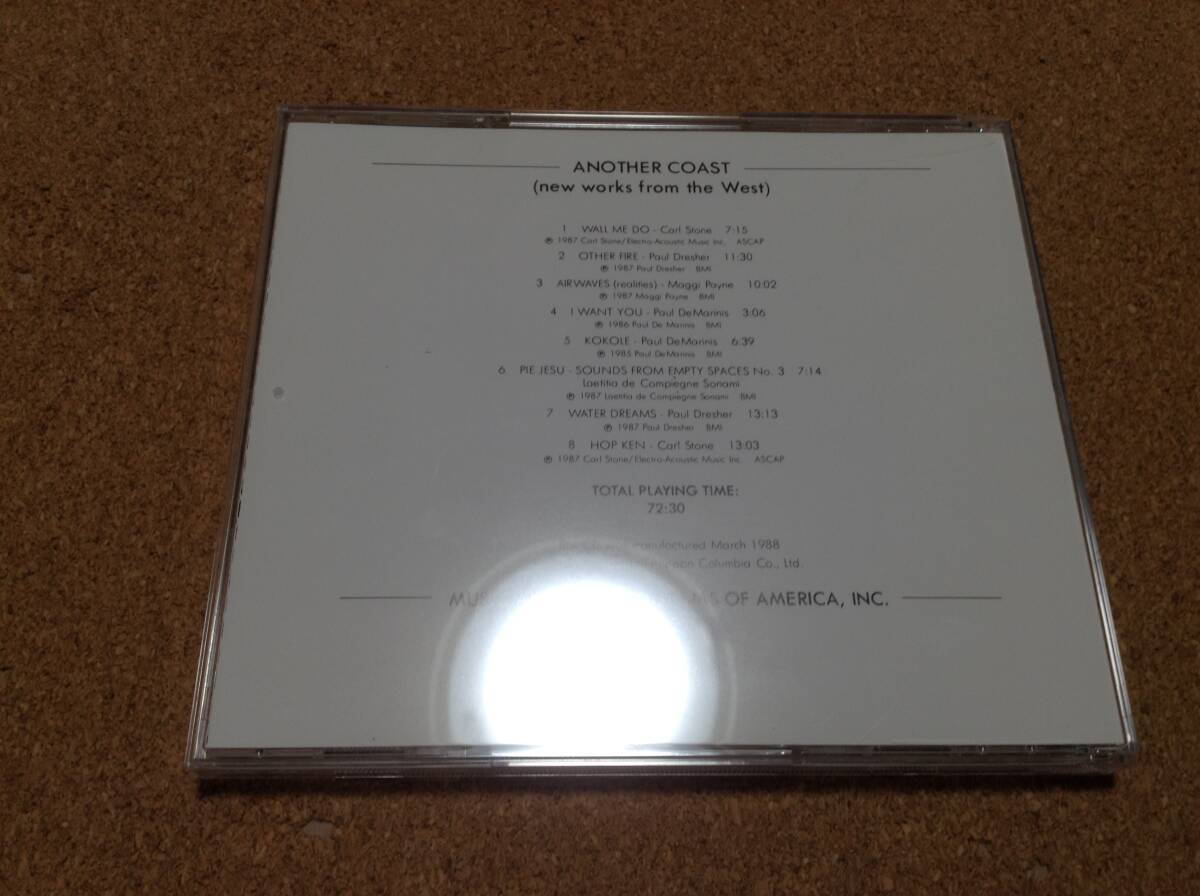 ANOTHER COAST
(new works from the West)
1 WALL ME DO - Carl Stone 7:15
℗ 1987 Carl Stone/Electro-Acoustic Music Inc. ASCAP
2 OTHER FIRE - Paul Dresher 11:30
℗ 1987 Paul Dresher BMI
3 AIRWAVES (realities) - Maggi Payne 10:02
℗ 1987 Maggi Payne BMI
4 I WANT YOU - Paul DeMarinis 3:06
℗ 1986 Paul De Marinis BMI
5 KOKOLE - Paul DeMarinis 6:39
℗ 1985 Paul DeMarinis BMI
6 PIE JESU - SOUNDS FROM EMPTY SPACES No. 3 7:14
Laetitia de Compiegne Sonami
℗ 1987 Laetitia de Compiegne Sonami BMI
7 WATER DREAMS - Paul Dresher 13:13
℗ 1987 Paul Dresher BMI
8 HOP KEN - Carl Stone 13:03
℗ 1987 Carl Stone/Electro-Acoustic Music Inc. ASCAP
TOTAL PLAYING TIME:
72:30
manufactured March 1988
Columbia Co., Ltd.
OF AMERICA, INC.